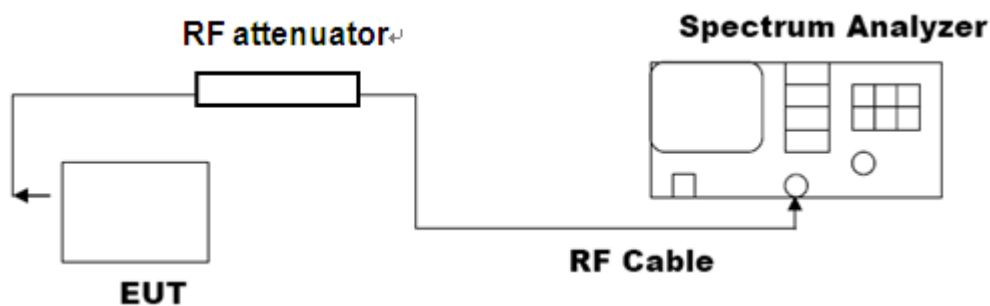 RF attenuator↵
Spectrum Analyzer
RF Cable
EUT